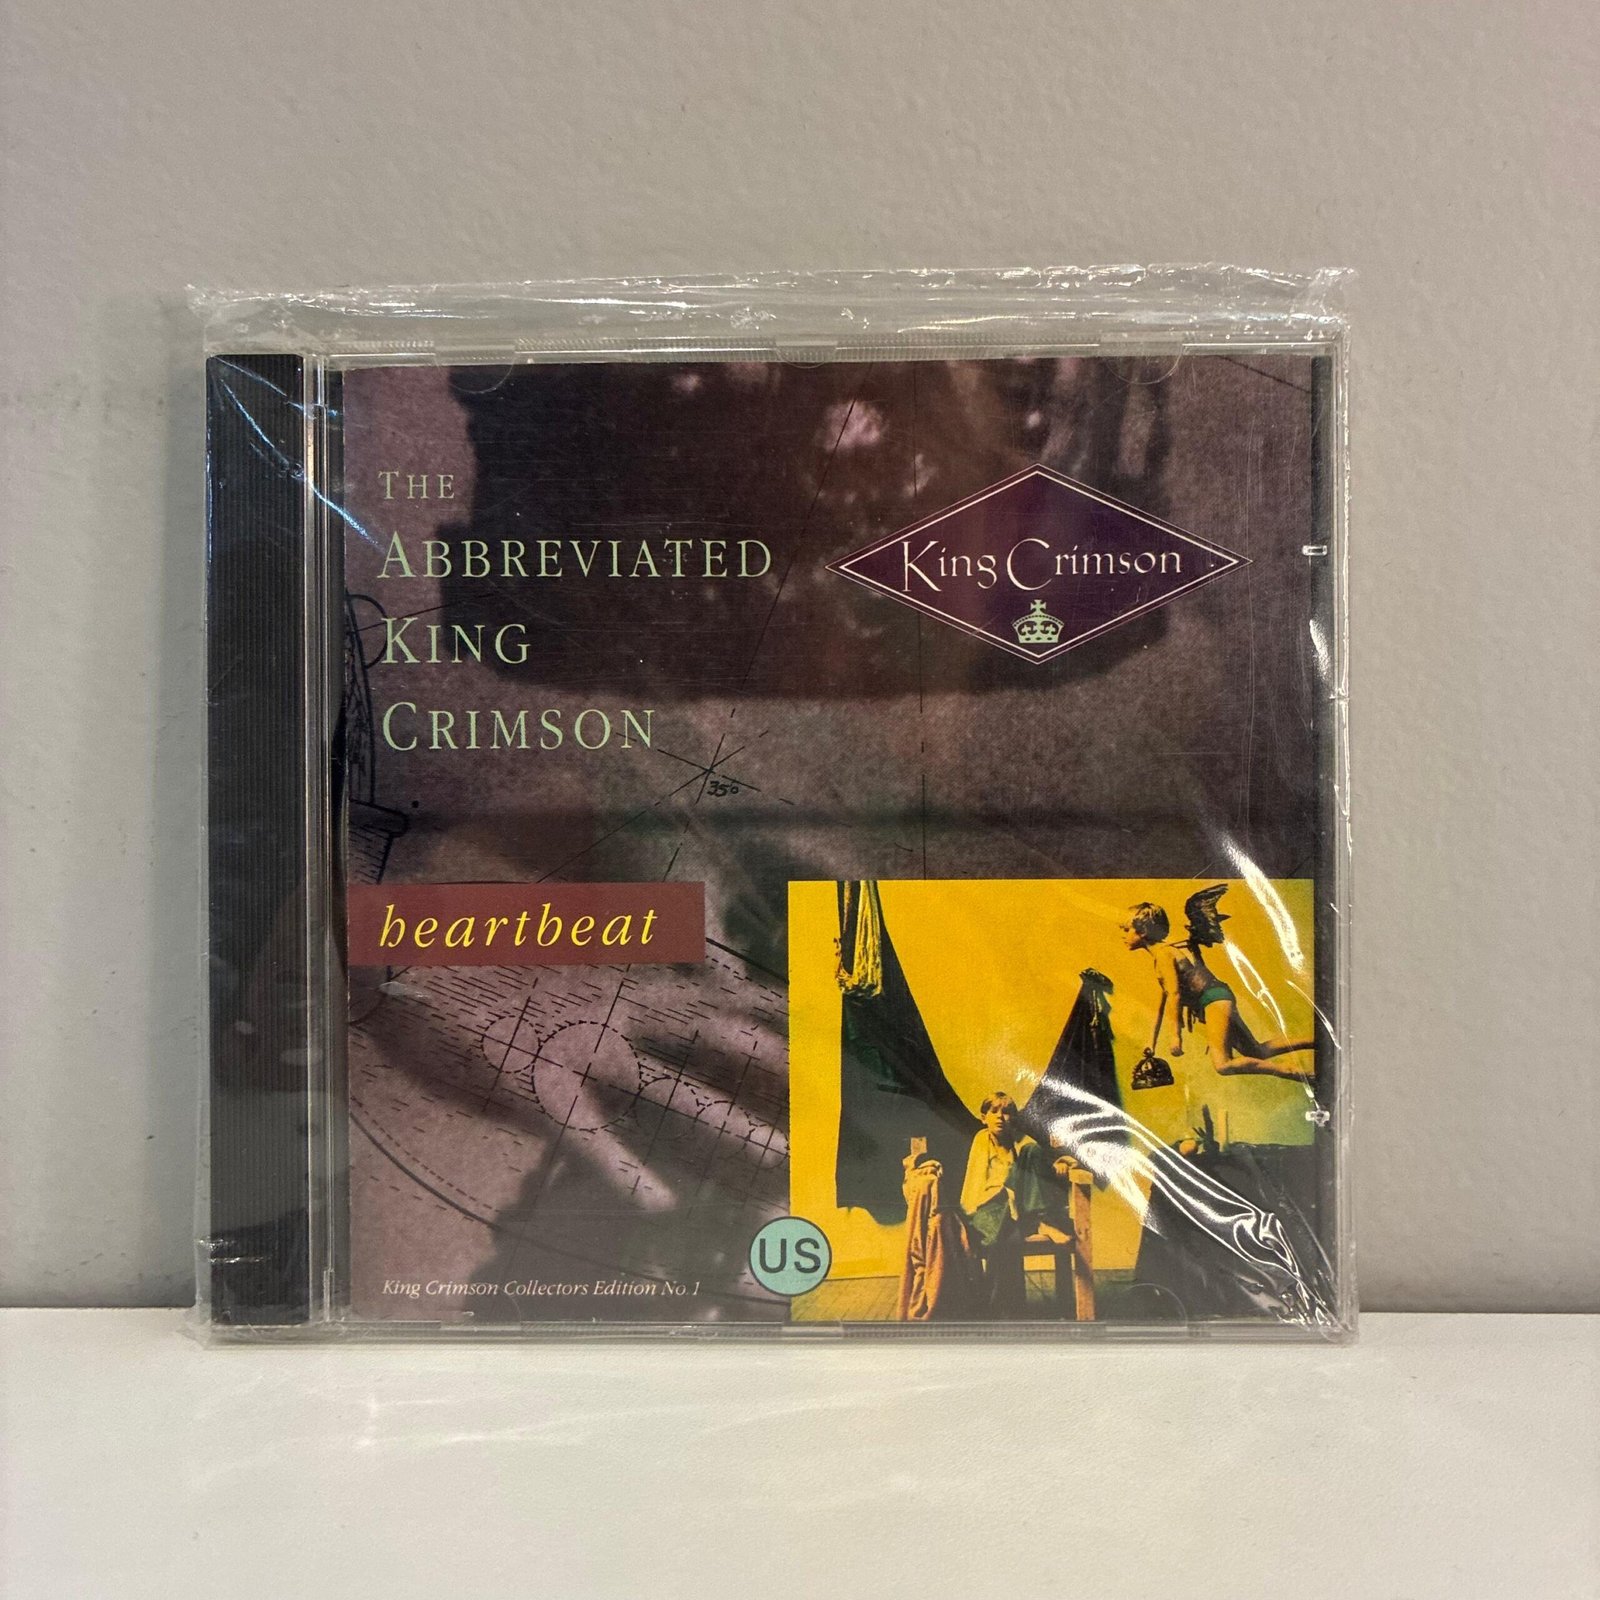 THE
ABBREVIATED
KING
CRIMSON
King Crimson
35°
heartbeat
US
King Crimson Collectors Edition No. 1